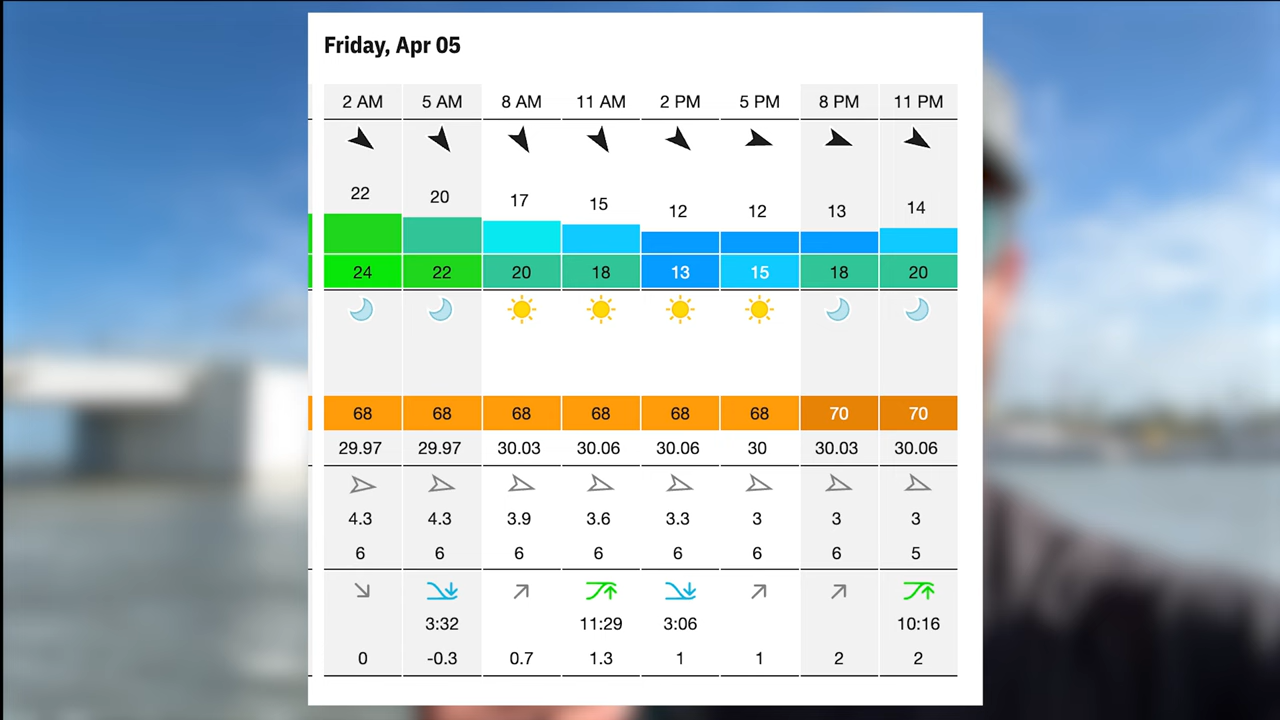 Friday, Apr 05
2 AM 5 AM 8 AM 11 AM 2 PM 5 PM 8 PM 11 PM
22 20 17 15 12 12 13 14
24 22 20 18 13 15 18 20
68 68 68 68 68 68 70 70
29.97 29.97 30.03 30.06 30.06 30 30.03 30.06
4.3 4.3 3.9 3.6 3.3 3 3 3
6 6 6 6 6 6 6 5
3:32 11:29 3:06 10:16
0 -0.3 0.7 1.3 1 1 2 2